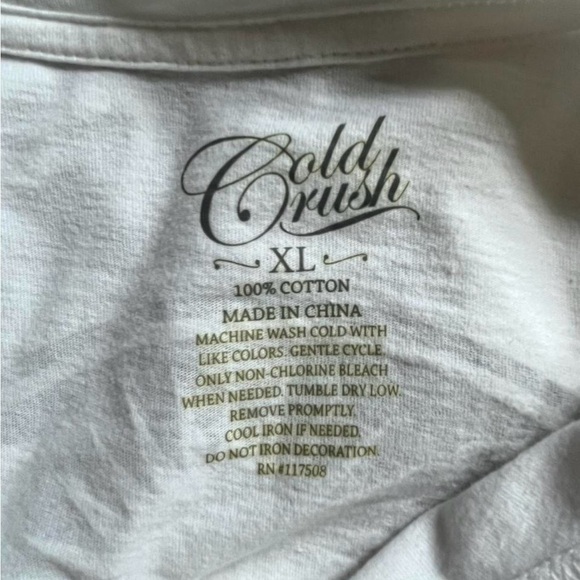 Cold
Crush
XL
100% COTTON
MADE IN CHINA
MACHINE WASH COLD WITH
LIKE COLORS. GENTLE CYCLE.
ONLY NON-CHLORINE BLEACH
WHEN NEEDED. TUMBLE DRY LOW.
REMOVE PROMPTLY.
COOL IRON IF NEEDED.
DO NOT IRON DECORATION.
RN #117508